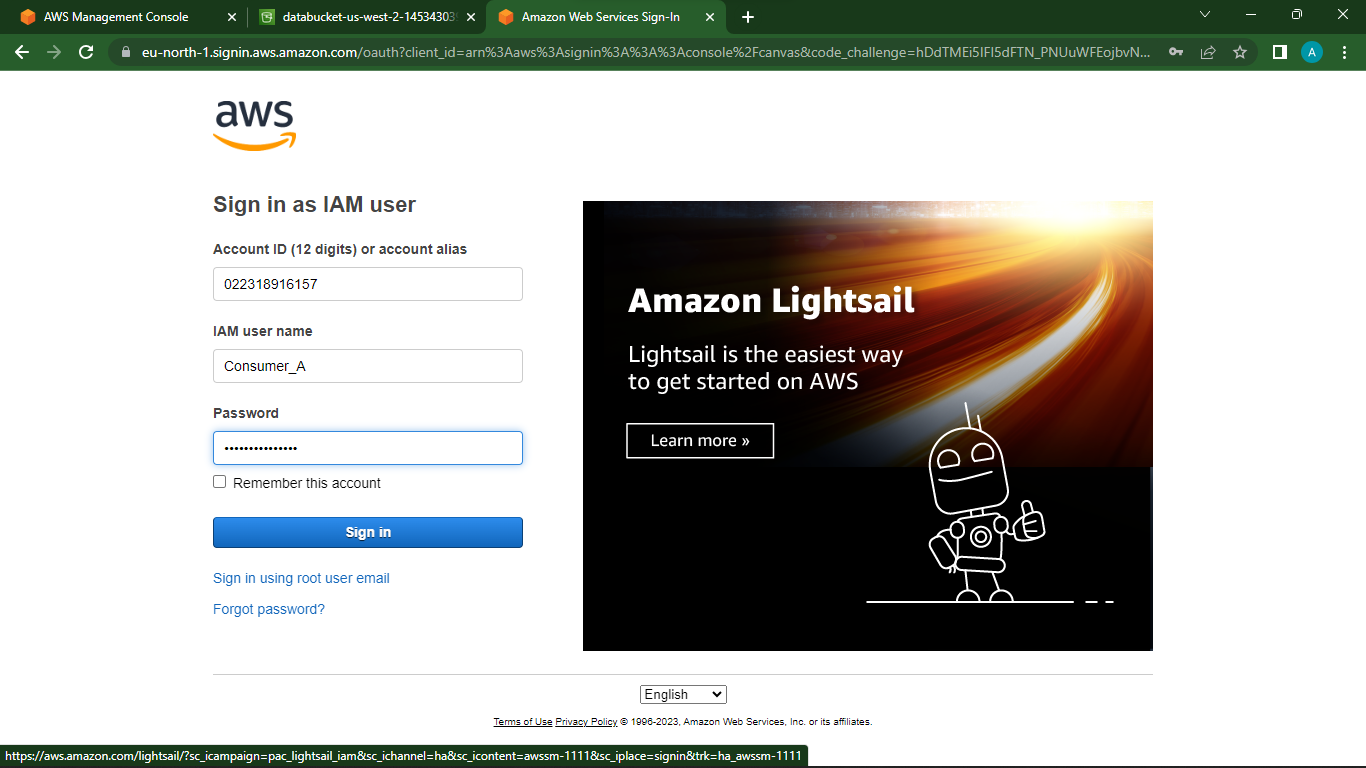 AWS Management Console
databucket-us-west-2-145343039
Amazon Web Services Sign-In
eu-north-1.signin.aws.amazon.com/oauth?client_id=arn%3Aaws%3Asignin%3A%3A%3Aconsole%2Fcanvas&code_challenge=hDdTMEi5IFI5dFTN_PNUuWFEojbvN...
A
aws
Sign in as IAM user
Account ID (12 digits) or account alias
022318916157
IAM user name
Consumer_A
Password
•••••••••••••••
Remember this account
Sign in
Sign in using root user email
Forgot password?
Amazon Lightsail
Lightsail is the easiest way
to get started on AWS
Learn more »
English
Terms of Use Privacy Policy © 1996-2023, Amazon Web Services, Inc. or its affiliates.
https://aws.amazon.com/lightsail/?sc_icampaign=pac_lightsail_iam&sc_ichannel=ha&sc_icontent=awssm-1111&sc_iplace=signin&trk=ha_awssm-1111